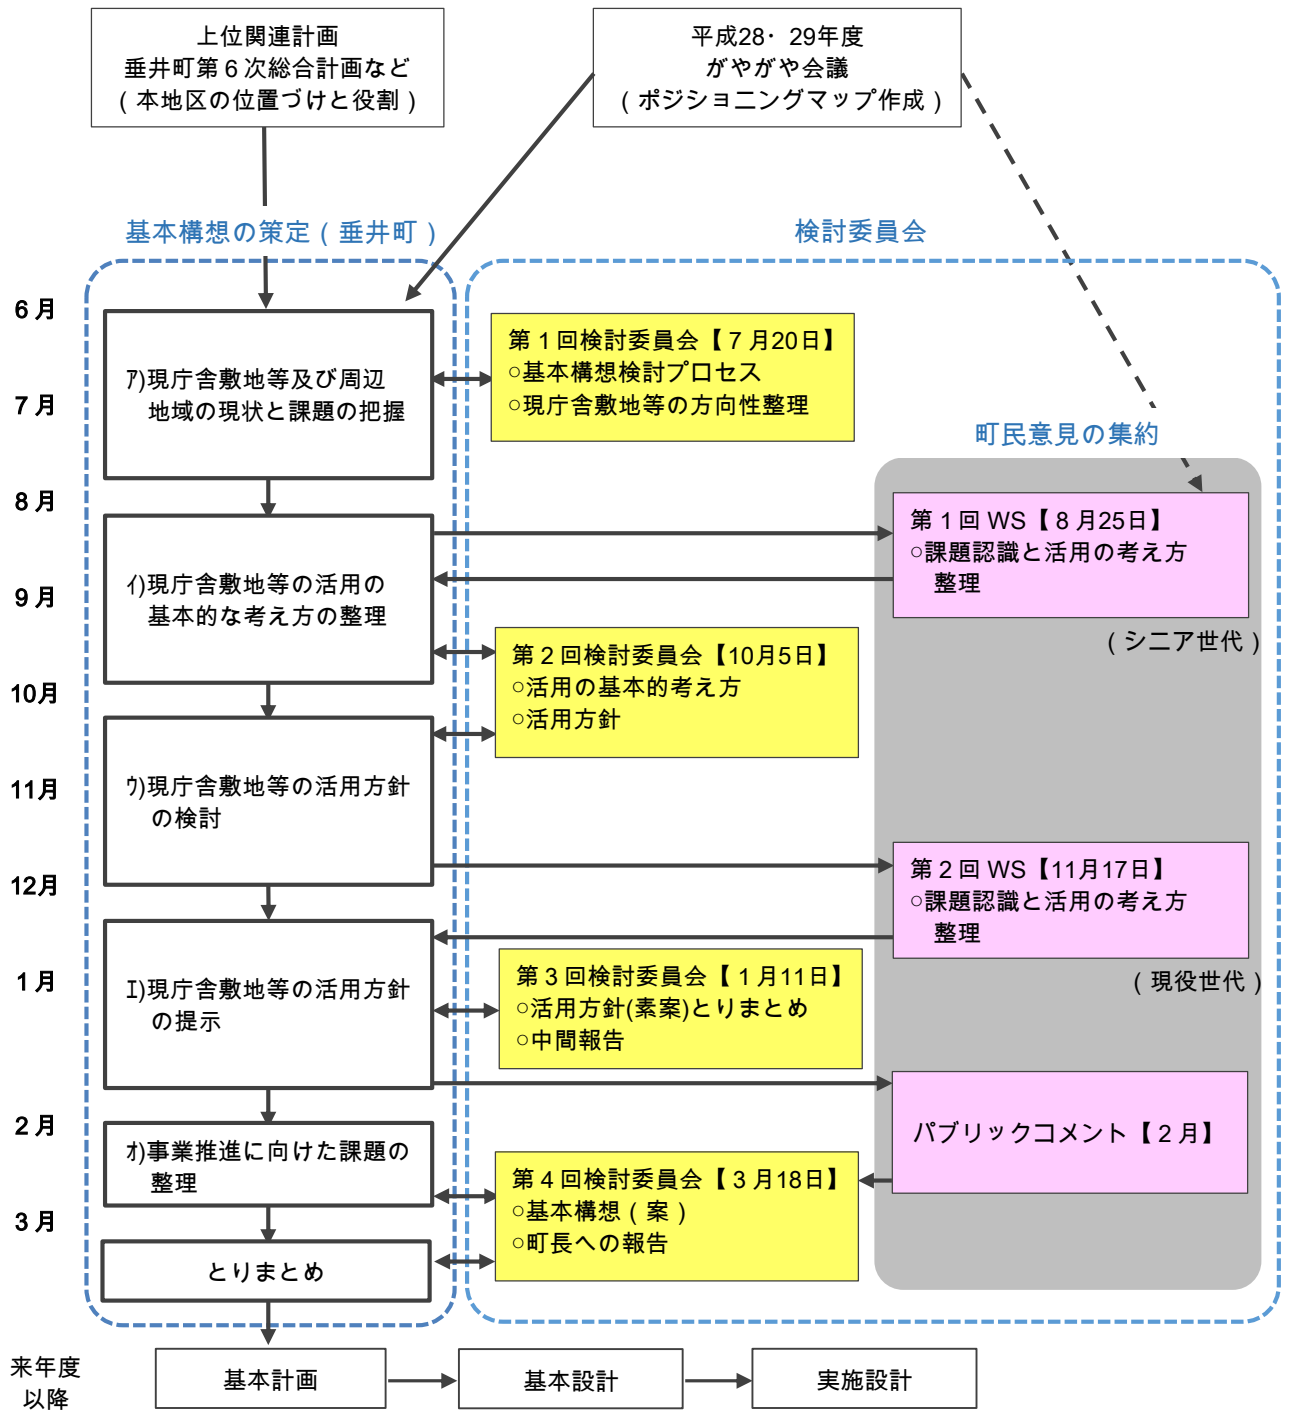 上位関連計画
垂井町第6次総合計画など
(本地区の位置づけと役割)
平成28・29年度
がやがや会議
(ポジショニングマップ作成)
基本構想の策定(垂井町)
検討委員会
6月
7月
8月
9月
10月
11月
12月
1月
2月
3月
来年度
以降
ｱ)現庁舎敷地等及び周辺
地域の現状と課題の把握
第1回検討委員会【7月20日】
○基本構想検討プロセス
○現庁舎敷地等の方向性整理
町民意見の集約
ｲ)現庁舎敷地等の活用の
基本的な考え方の整理
第1回 WS【8月25日】
○課題認識と活用の考え方
整理
(シニア世代)
第2回検討委員会【10月5日】
○活用の基本的考え方
○活用方針
ｳ)現庁舎敷地等の活用方針
の検討
第2回 WS【11月17日】
○課題認識と活用の考え方
整理
(現役世代)
ｴ)現庁舎敷地等の活用方針
の提示
第3回検討委員会【1月11日】
○活用方針(素案)とりまとめ
○中間報告
パブリックコメント【2月】
ｵ)事業推進に向けた課題の
整理
第4回検討委員会【3月18日】
○基本構想(案)
○町長への報告
とりまとめ
基本計画
基本設計
実施設計